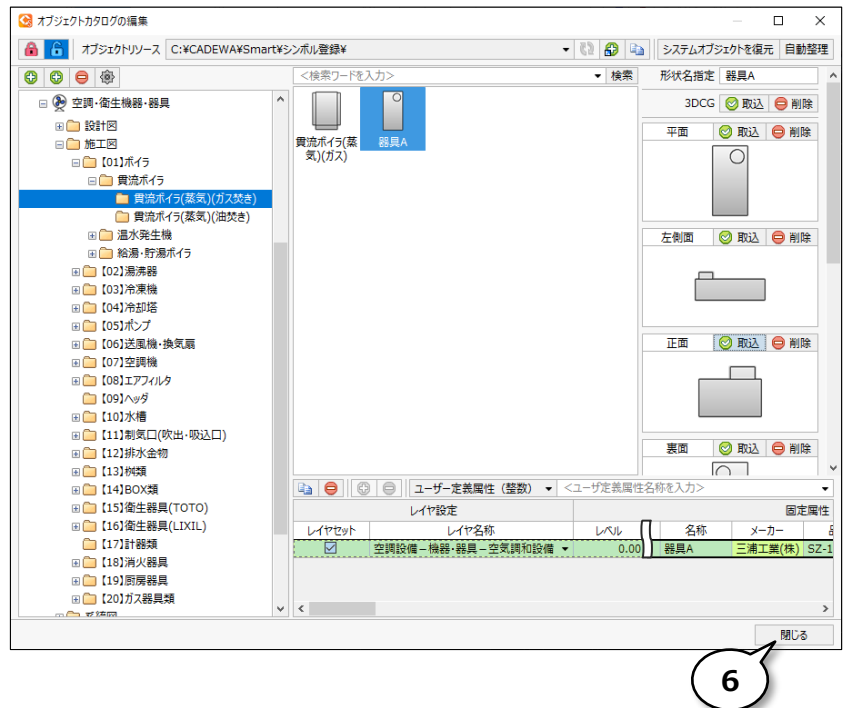 オブジェクトカタログの編集
オブジェクトリソース C:¥CADEWA¥Smart¥シンボル登録¥ システムオブジェクトを復元 自動整理
<検索ワードを入力> 検索 形状名指定 器具A
空調・衛生機器・器具
設計図
施工図
【01】ボイラ
貫流ボイラ
貫流ボイラ(蒸気)(ガス焚き)
貫流ボイラ(蒸気)(油焚き)
温水発生機
給湯・貯湯ボイラ
【02】湯沸器
【03】冷凍機
【04】冷却塔
【05】ポンプ
【06】送風機・換気扇
【07】空調機
【08】エアフィルタ
【09】ヘッダ
【10】水槽
【11】制気口(吹出・吸込口)
【12】排水金物
【13】桝類
【14】BOX類
【15】衛生器具(TOTO)
【16】衛生器具(LIXIL)
【17】計器類
【18】消火器具
【19】厨房器具
【20】ガス器具類
貫流ボイラ(蒸
気)(ガス)
器具A
3DCG 取込 削除
平面 取込 削除
左側面 取込 削除
正面 取込 削除
裏面 取込 削除
ユーザー定義属性（整数） <ユーザ定義属性名称を入力>
レイヤ設定 固定属性
レイヤセット レイヤ名称 レベル 名称 メーカー
空調設備－機器・器具－空気調和設備 0.00 器具A 三浦工業(株) SZ-1
閉じる
6